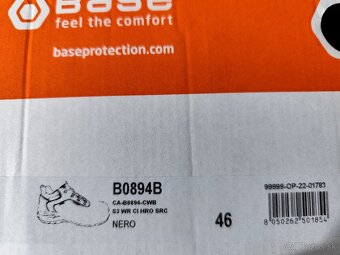 Base
feel the comfort
baseprotection.com
B0894B
CA-B0894-CWB
S3 WR CI HRO SRC
NERO
46
99999-OP-22-01783
8 050262 501854